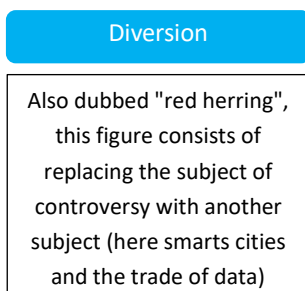 Diversion
Also dubbed "red herring",
this figure consists of
replacing the subject of
controversy with another
subject (here smarts cities
and the trade of data)